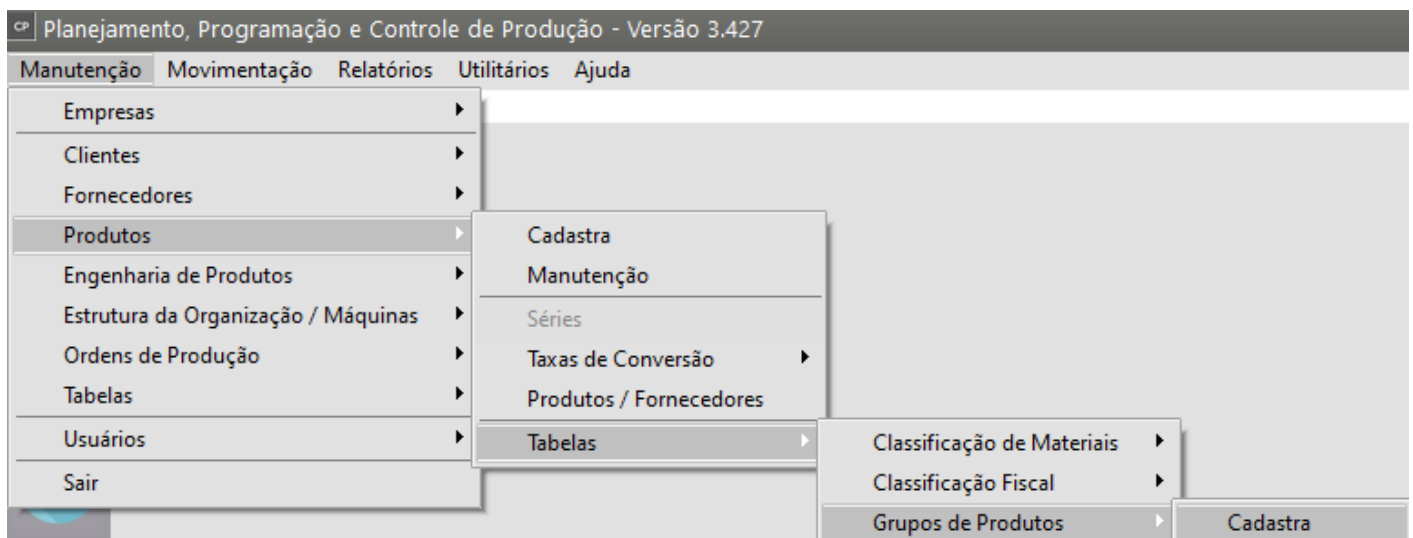 CP Planejamento, Programação e Controle de Produção - Versão 3.427
Manutenção Movimentação Relatórios Utilitários Ajuda
Empresas
Clientes
Fornecedores
Produtos
Engenharia de Produtos
Estrutura da Organização / Máquinas
Ordens de Produção
Tabelas
Usuários
Sair
Cadastra
Manutenção
Séries
Taxas de Conversão
Produtos / Fornecedores
Tabelas
Classificação de Materiais
Classificação Fiscal
Grupos de Produtos
Cadastra